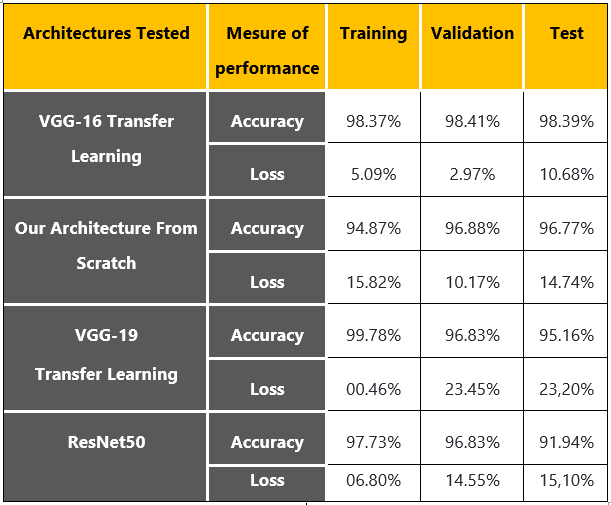 Architectures Tested Mesure of performance Training Validation Test
VGG-16 Transfer Learning Accuracy 98.37% 98.41% 98.39%
Loss 5.09% 2.97% 10.68%
Our Architecture From Scratch Accuracy 94.87% 96.88% 96.77%
Loss 15.82% 10.17% 14.74%
VGG-19 Transfer Learning Accuracy 99.78% 96.83% 95.16%
Loss 00.46% 23.45% 23,20%
ResNet50 Accuracy 97.73% 96.83% 91.94%
Loss 06.80% 14.55% 15,10%